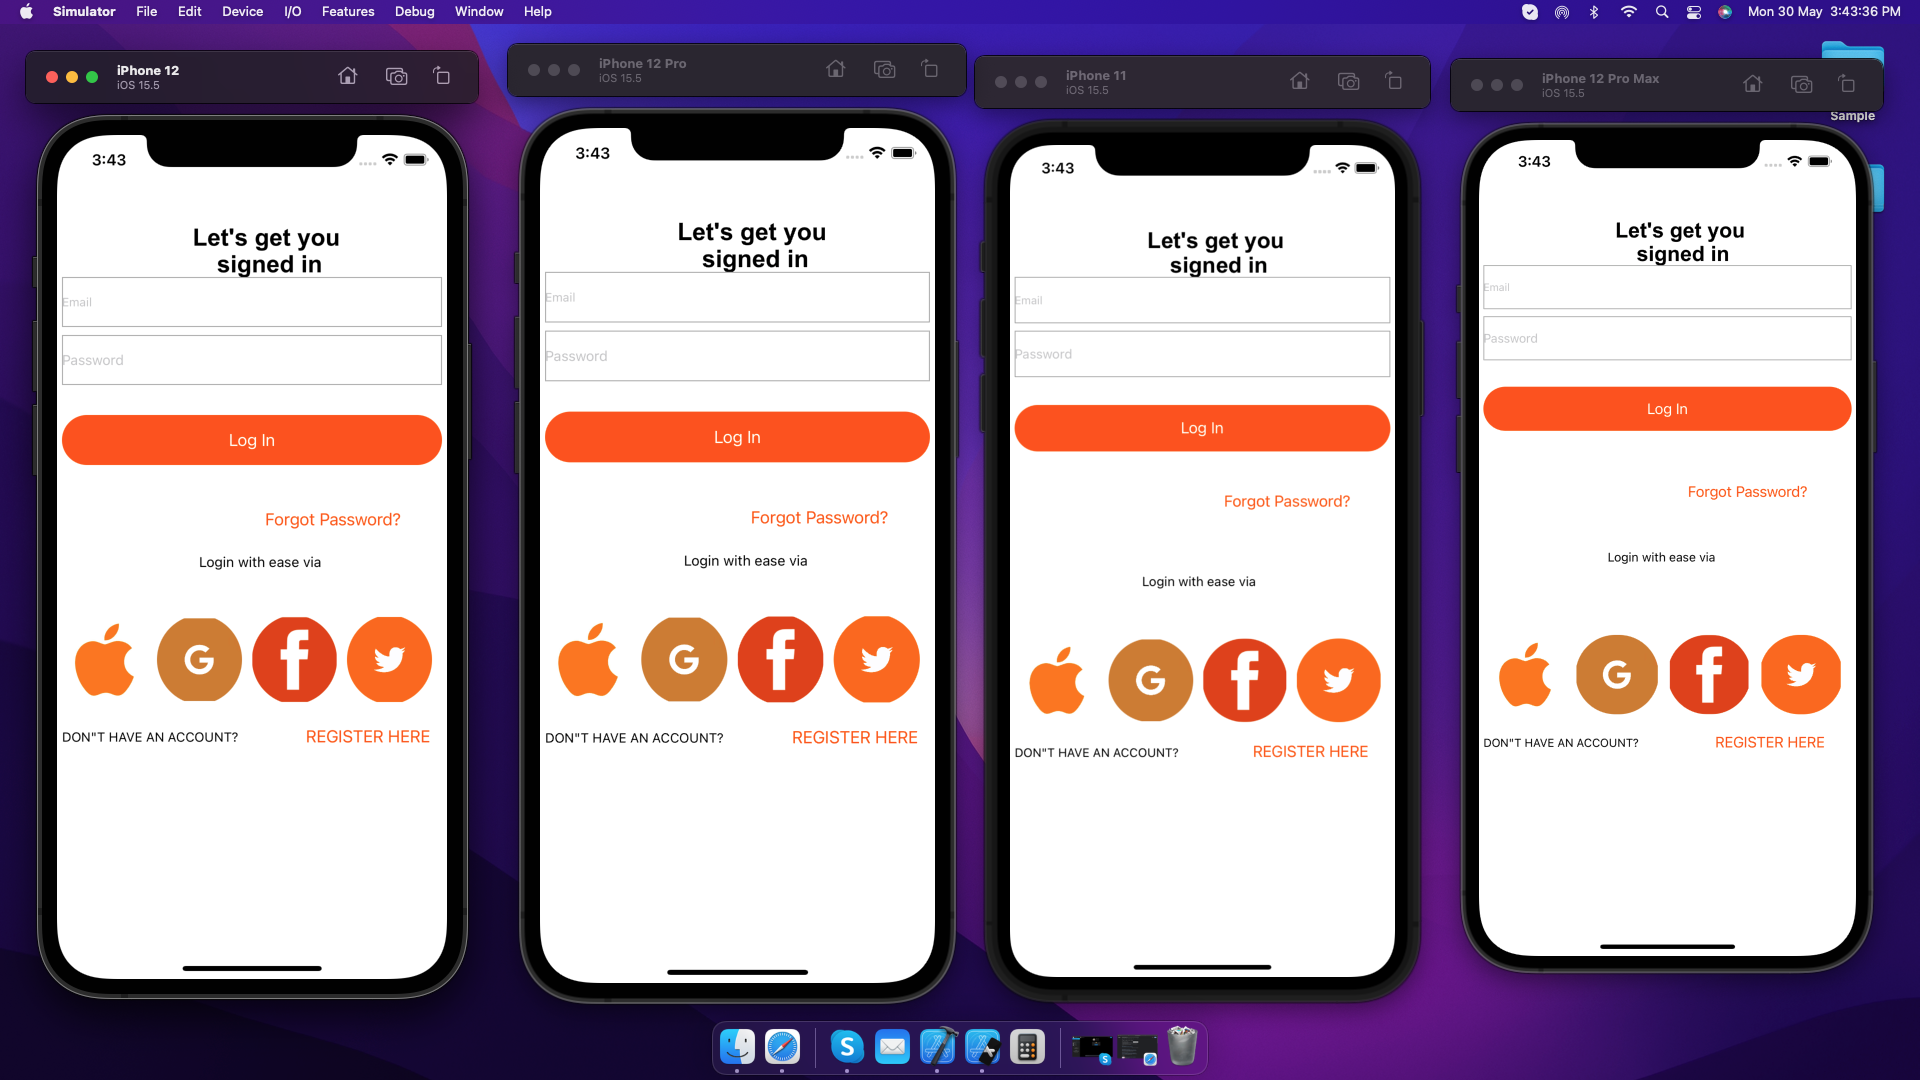 Simulator File Edit Device I/O Features Debug Window Help
Mon 30 May 3:43:36 PM
iPhone 12
iOS 15.5
3:43
Let's get you
signed in
Email
Password
Log In
Forgot Password?
Login with ease via
G
f
DON"T HAVE AN ACCOUNT?
REGISTER HERE
iPhone 12 Pro
iOS 15.5
3:43
Let's get you
signed in
Email
Password
Log In
Forgot Password?
Login with ease via
G
f
DON"T HAVE AN ACCOUNT?
REGISTER HERE
iPhone 11
iOS 15.5
3:43
Let's get you
signed in
Email
Password
Log In
Forgot Password?
Login with ease via
G
f
DON"T HAVE AN ACCOUNT?
REGISTER HERE
iPhone 12 Pro Max
iOS 15.5
Sample
3:43
Let's get you
signed in
Email
Password
Log In
Forgot Password?
Login with ease via
G
f
DON"T HAVE AN ACCOUNT?
REGISTER HERE
S
S